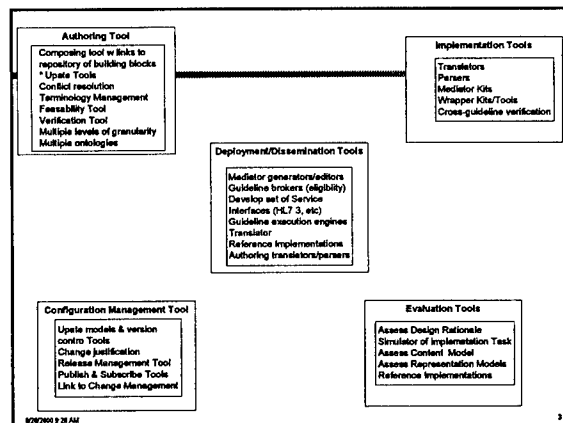 Authoring Tool
Composing tool w links to
repository of building blocks
* Upate Tools
Conflict resolution
Terminology Management
Feasability Tool
Verification Tool
Multiple levels of granularity
Multiple ontologies
Implementation Tools
Translators
Parsers
Mediator Kits
Wrapper Kits/Tools
Cross-guideline verification
Deployment/Dissemination Tools
Mediator generators/editors
Guideline brokers (eligiblity)
Develop set of Service
Interfaces (HL7 3, etc)
Guideline execution engines
Translator
Reference Implementations
Authoring translators/parsers
Configuration Management Tool
Upate models & version
contro Tools
Change justification
Release Management Tool
Publish & Subscribe Tools
Link to Change Management
Evaluation Tools
Assess Design Rationale
Simulator of implemetation Task
Assess Content Model
Assess Representation Models
Reference Implementations
9:28 AM
3